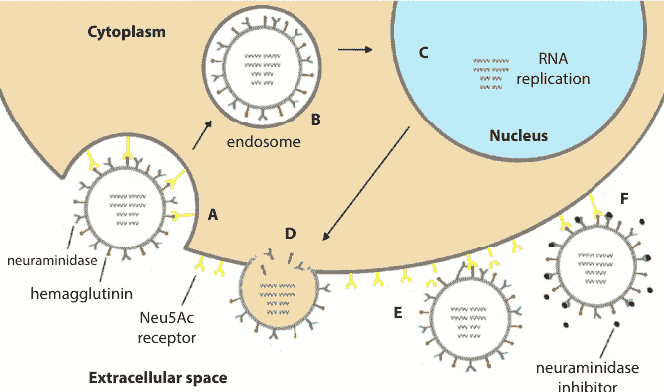 Cytoplasm
B
endosome
C
RNA
replication
Nucleus
A
neuraminidase
hemagglutinin
Neu5Ac
receptor
D
E
F
neuraminidase
inhibitor
Extracellular space